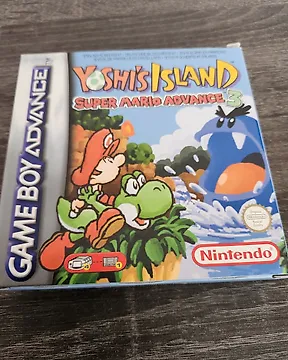 GAME BOY ADVANCE
YOSHI'S ISLAND
SUPER MARIO ADVANCE 3
Nintendo